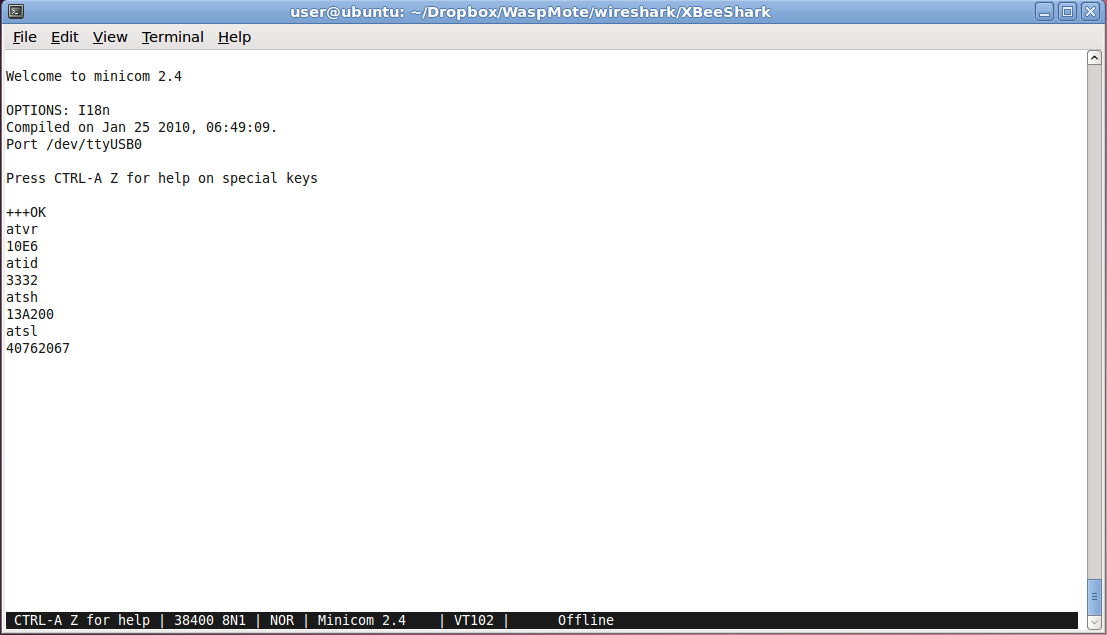 user@ubuntu: ~/Dropbox/WaspMote/wireshark/XBeeShark
File Edit View Terminal Help
Welcome to minicom 2.4
OPTIONS: I18n
Compiled on Jan 25 2010, 06:49:09.
Port /dev/ttyUSB0
Press CTRL-A Z for help on special keys
+++OK
atvr
10E6
atid
3332
atsh
13A200
atsl
40762067
CTRL-A Z for help | 38400 8N1 | NOR | Minicom 2.4 | VT102 | Offline